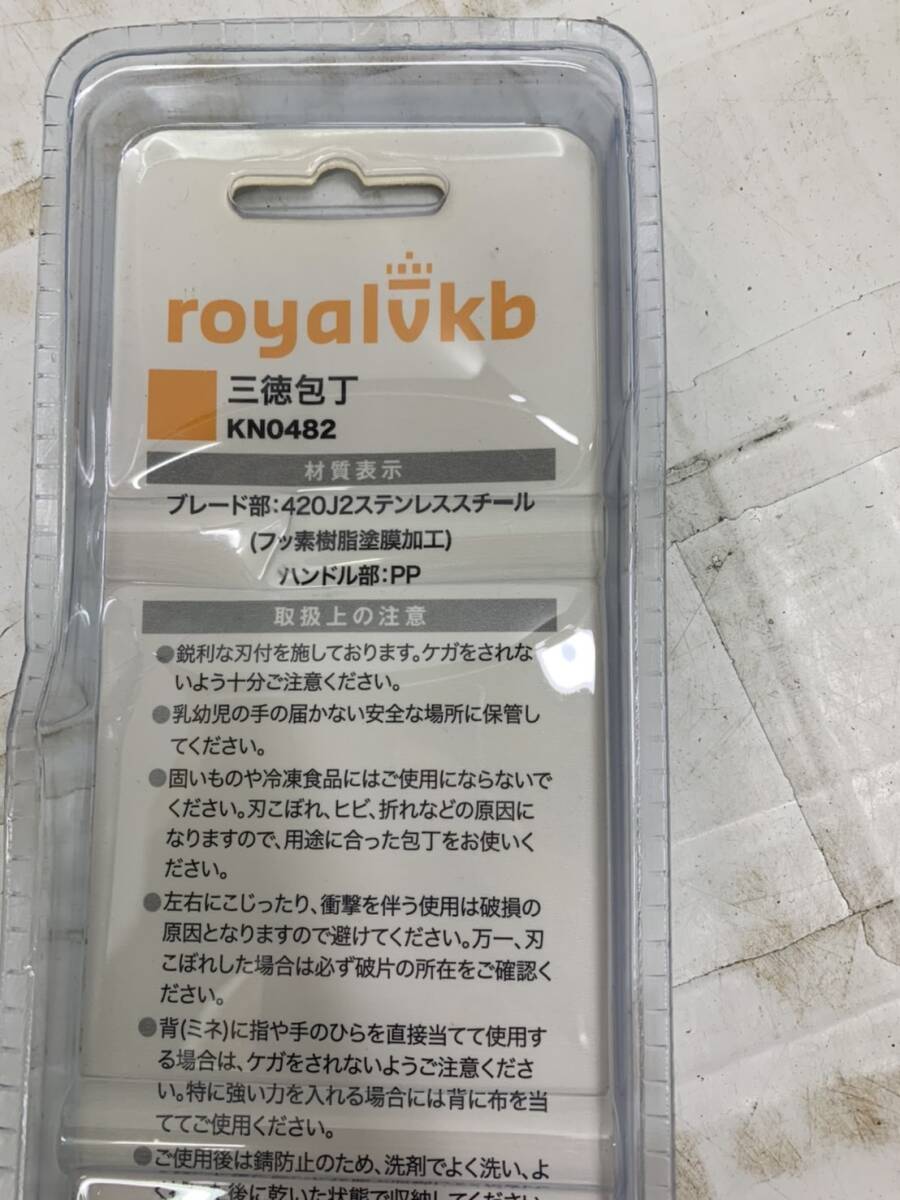 royalvkb
三徳包丁
KN0482
材質表示
ブレード部:420J2ステンレススチール
(フッ素樹脂塗膜加工)
ハンドル部:PP
取扱上の注意
●鋭利な刃付を施しております。ケガをされな
いよう十分ご注意ください。
●乳幼児の手の届かない安全な場所に保管し
てください。
●固いものや冷凍食品にはご使用にならないで
ください。刃こぼれ、ヒビ、折れなどの原因に
なりますので、用途に合った包丁をお使いく
ださい。
●左右にこじったり、衝撃を伴う使用は破損の
原因となりますので避けてください。万一、刃
こぼれした場合は必ず破片の所在をご確認く
ださい。
●背(ミネ)に指や手のひらを直接当てて使用す
る場合は、ケガをされないようご注意くださ
い。特に強い力を入れる場合には背に布を当
ててご使用ください。
●ご使用後は錆防止のため、洗剤でよく洗い、よ
た後に乾いた状態で収納してください